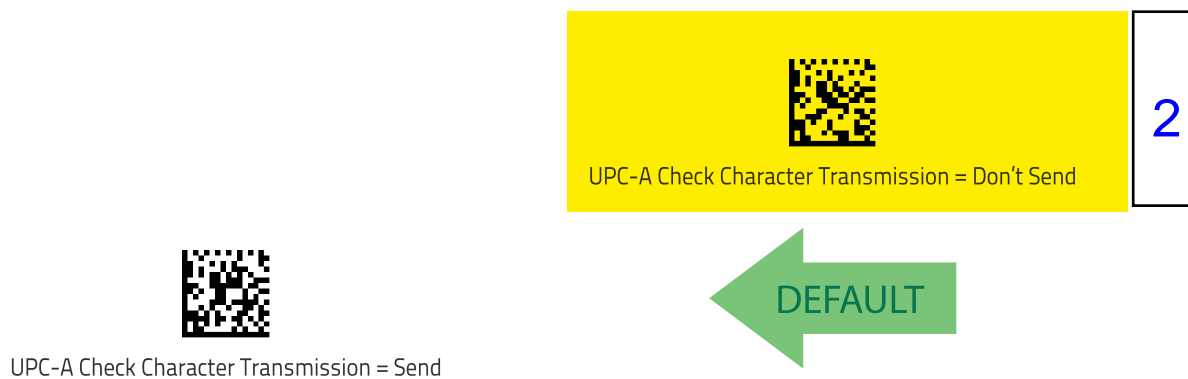 UPC-A Check Character Transmission = Don't Send
2
DEFAULT
UPC-A Check Character Transmission = Send